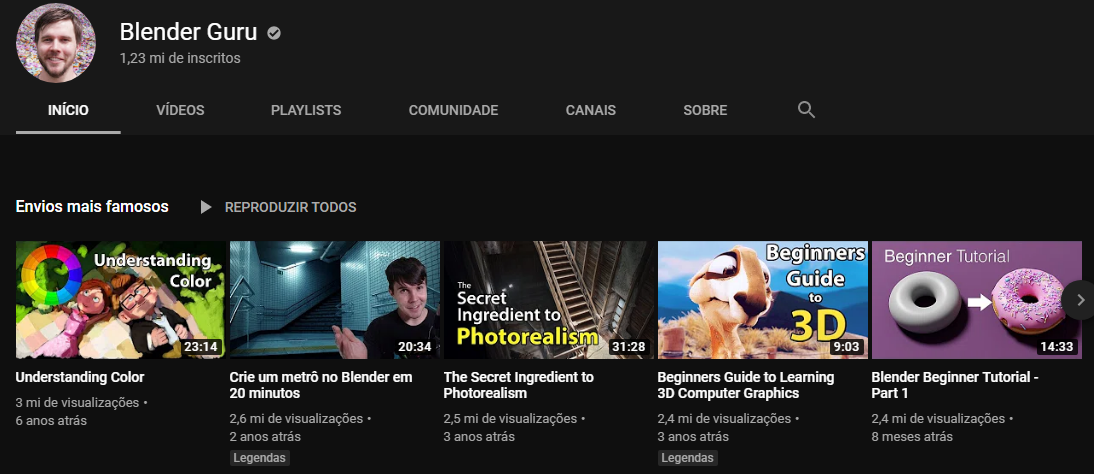 Blender Guru
1,23 mi de inscritos
INÍCIO VÍDEOS PLAYLISTS COMUNIDADE CANAIS SOBRE
Envios mais famosos REPRODUZIR TODOS
Understanding
Color
23:14
Understanding Color
3 mi de visualizações •
6 anos atrás
20:34
Crie um metrô no Blender em
20 minutos
2,6 mi de visualizações •
2 anos atrás
Legendas
The
Secret
Ingredient to
Photorealism
31:28
The Secret Ingredient to
Photorealism
2,5 mi de visualizações •
3 anos atrás
Beginners
Guide
to
3D
9:03
Beginners Guide to Learning
3D Computer Graphics
2,4 mi de visualizações •
3 anos atrás
Legendas
Beginner Tutorial
14:33
Blender Beginner Tutorial -
Part 1
2,4 mi de visualizações •
8 meses atrás